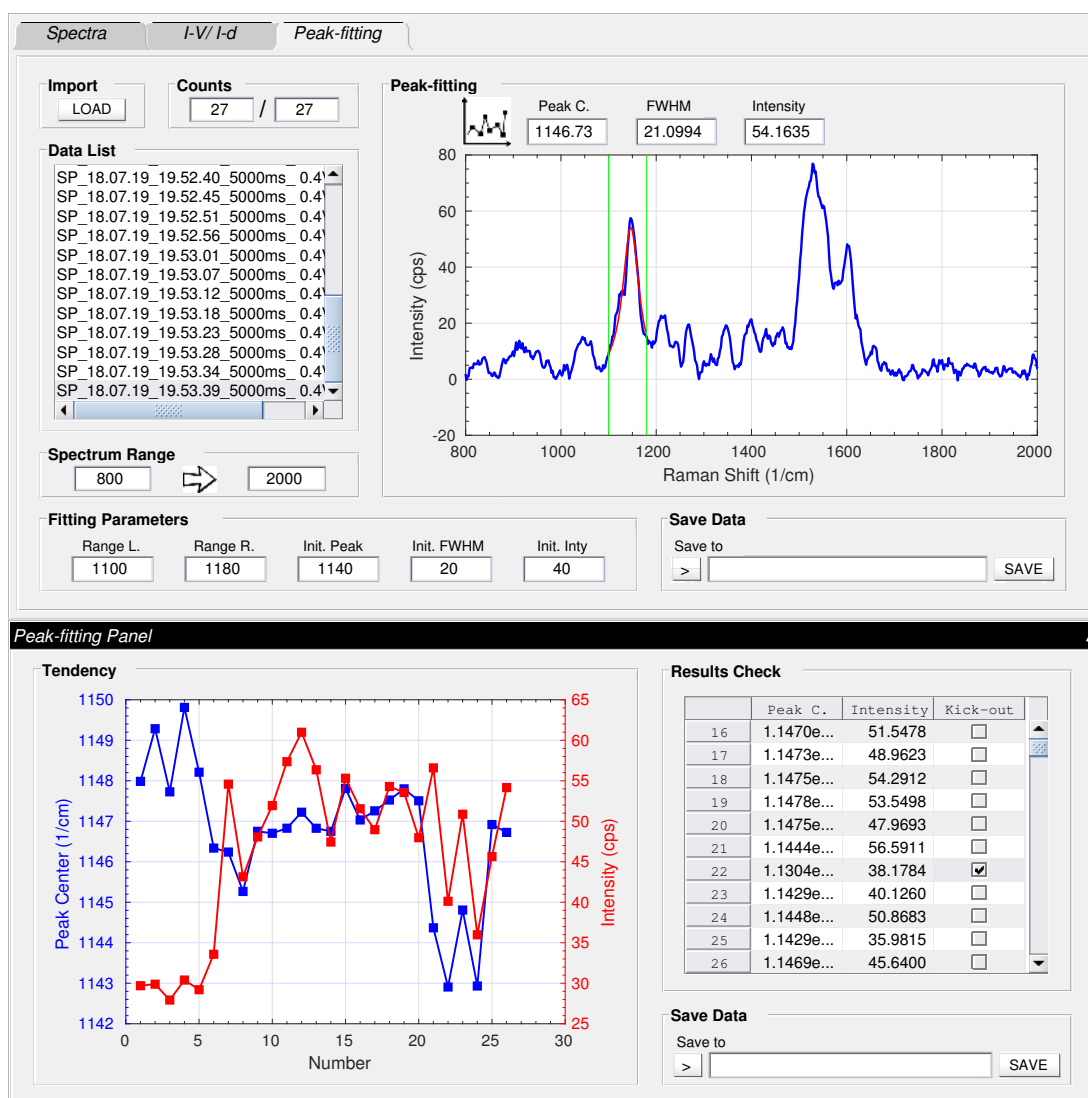 Spectra I-V/ I-d Peak-fitting
Import Counts Peak-fitting
LOAD 27 / 27
Peak C. FWHM Intensity
1146.73 21.0994 54.1635
Data List
SP_18.07.19_19.52.40_5000ms_ 0.4V
SP_18.07.19_19.52.45_5000ms_ 0.4V
SP_18.07.19_19.52.51_5000ms_ 0.4V
SP_18.07.19_19.52.56_5000ms_ 0.4V
SP_18.07.19_19.53.01_5000ms_ 0.4V
SP_18.07.19_19.53.07_5000ms_ 0.4V
SP_18.07.19_19.53.12_5000ms_ 0.4V
SP_18.07.19_19.53.18_5000ms_ 0.4V
SP_18.07.19_19.53.23_5000ms_ 0.4V
SP_18.07.19_19.53.28_5000ms_ 0.4V
SP_18.07.19_19.53.34_5000ms_ 0.4V
SP_18.07.19_19.53.39_5000ms_ 0.4V
80
60
40
20
0
-20
Intensity (cps)
800 1000 1200 1400 1600 1800 2000
Raman Shift (1/cm)
Spectrum Range
800 2000
Fitting Parameters
Range L. Range R. Init. Peak Init. FWHM Init. Inty
1100 1180 1140 20 40
Save Data
Save to
> SAVE
Peak-fitting Panel
Tendency
1150
1149
1148
1147
1146
1145
1144
1143
1142
Peak Center (1/cm)
65
60
55
50
45
40
35
30
25
Intensity (cps)
0 5 10 15 20 25 30
Number
Results Check
Peak C. Intensity Kick-out
16 1.1470e... 51.5478
17 1.1473e... 48.9623
18 1.1475e... 54.2912
19 1.1478e... 53.5498
20 1.1475e... 47.9693
21 1.1444e... 56.5911
22 1.1304e... 38.1784
23 1.1429e... 40.1260
24 1.1448e... 50.8683
25 1.1429e... 35.9815
26 1.1469e... 45.6400
Save Data
Save to
> SAVE